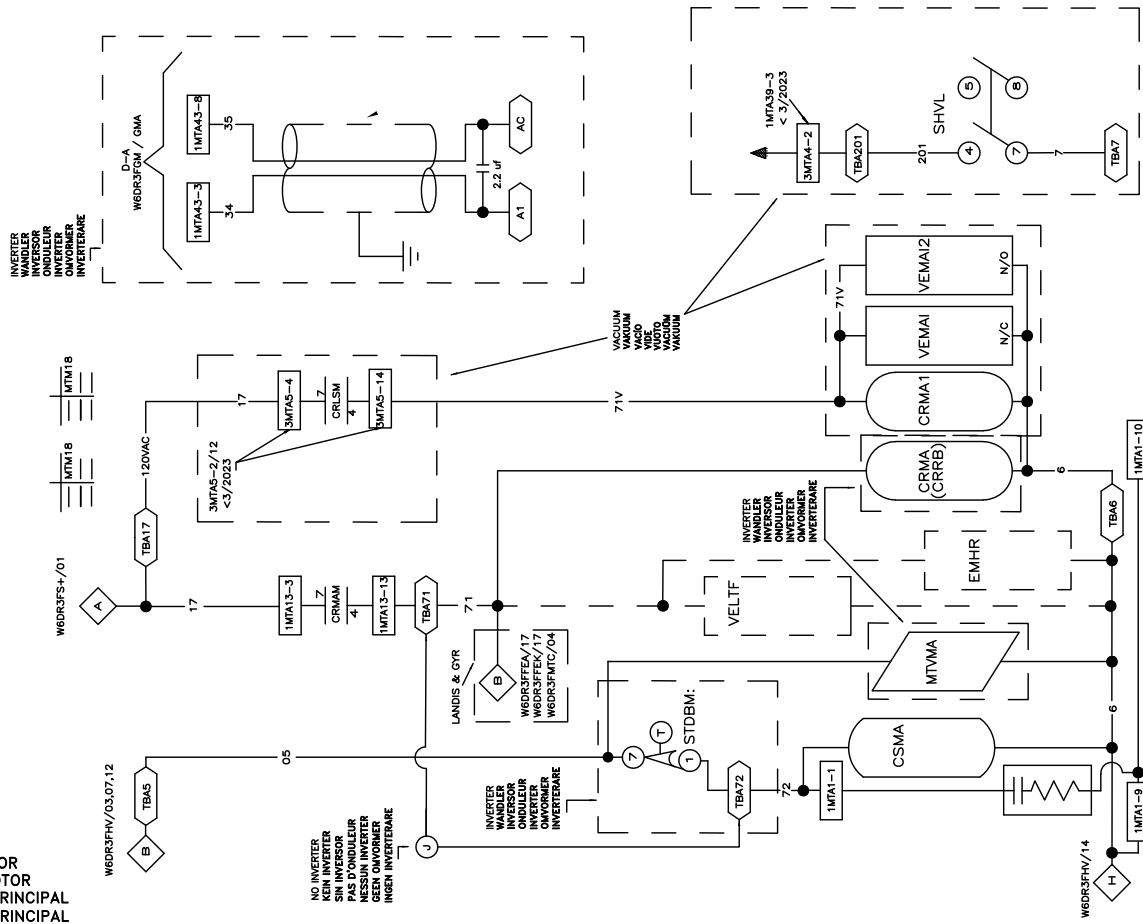 INVERTER
WANDLER
INVERSOR
ONDULEUR
INVERTER
OMVORMER
INVERTERARE
D-A
W6DR3FGM / GMA
1MTA43-3
1MTA43-8
34
35
2.2 uf
A1
AC
1MTA39-3
< 3/2023
3MTA4-2
TBA201
201
SHVL
4
5
7
8
7
TBA7
MTM18
MTM18
W6DR3FS+/01
A
TBA17
120VAC
17
17
3MTA5-2/12
<3/2023
3MTA5-4
7
CRLSM
4
3MTA5-14
71V
VACUUM
VAKUUM
VACÍO
VIDE
VUOTO
VACUÜM
VAKUUM
71V
VEMAI2
N/O
VEMAI
N/C
CRMA1
CRMA
(CRRB)
6
TBA6
1MTA1-10
INVERTER
WANDLER
INVERSOR
ONDULEUR
INVERTER
OMVORMER
INVERTERARE
1MTA13-3
7
CRMAM
4
1MTA13-13
TBA71
71
LANDIS & GYR
B
W6DR3FFEA/17
W6DR3FFEK/17
W6DR3FMTC/04
VELTF
EMHR
MTVMA
W6DR3FHV/03,07,12
B
TBA5
05
INVERTER
WANDLER
INVERSOR
ONDULEUR
INVERTER
OMVORMER
INVERTERARE
STDBM:
7
T
1
TBA72
72
1MTA1-1
CSMA
6
NO INVERTER
KEIN INVERTER
SIN INVERSOR
PAS D'ONDULEUR
NESSUN INVERTER
GEEN OMVORMER
INGEN INVERTERARE
J
W6DR3FHV/14
H
1MTA1-9
OR
OTOR
RINCIPAL
RINCIPAL